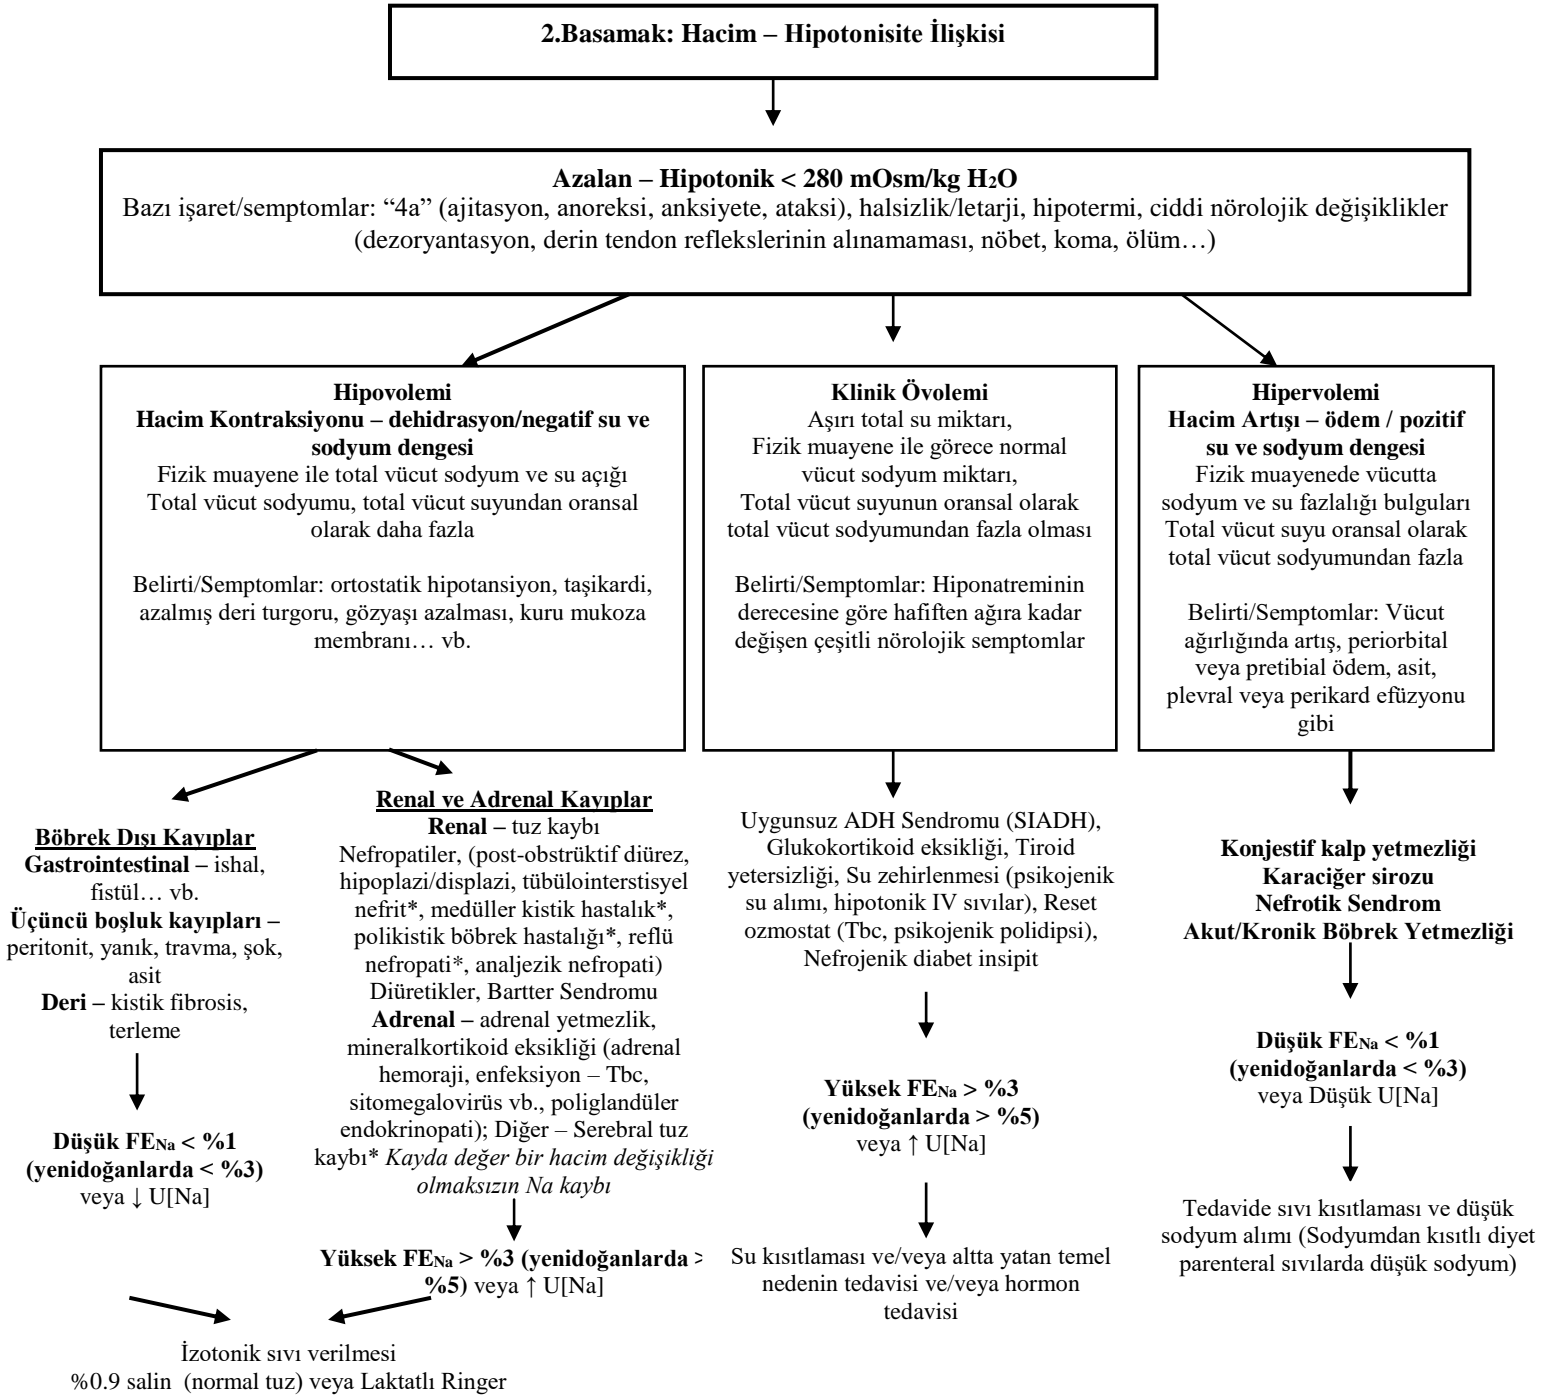 2.Basamak: Hacim – Hipotonisite İlişkisi
Azalan – Hipotonik < 280 mOsm/kg H₂O
Bazı işaret/semptomlar: “4a” (ajitasyon, anoreksi, anksiyete, ataksi), halsizlik/letarji, hipotermi, ciddi nörolojik değişiklikler
(dezoryantasyon, derin tendon reflekslerinin alınamaması, nöbet, koma, ölüm…)
Hipovolemi
Hacim Kontraksiyonu – dehidrasyon/negatif su ve
sodyum dengesi
Fizik muayene ile total vücut sodyum ve su açığı
Total vücut sodyumu, total vücut suyundan oransal
olarak daha fazla
Belirti/Semptomlar: ortostatik hipotansiyon, taşikardi,
azalmış deri turgoru, gözyaşı azalması, kuru mukoza
membranı… vb.
Klinik Övolemi
Aşırı total su miktarı,
Fizik muayene ile görece normal
vücut sodyum miktarı,
Total vücut suyunun oransal olarak
total vücut sodyumundan fazla olması
Belirti/Semptomlar: Hiponatreminin
derecesine göre hafiften ağıra kadar
değişen çeşitli nörolojik semptomlar
Hipervolemi
Hacim Artışı – ödem / pozitif
su ve sodyum dengesi
Fizik muayenede vücutta
sodyum ve su fazlalığı bulguları
Total vücut suyu oransal olarak
total vücut sodyumundan fazla
Belirti/Semptomlar: Vücut
ağırlığında artış, periorbital
veya pretibial ödem, asit,
plevral veya perikard efüzyonu
gibi
Böbrek Dışı Kayıplar
Gastrointestinal – ishal,
fistül… vb.
Üçüncü boşluk kayıpları –
peritonit, yanık, travma, şok,
asit
Deri – kistik fibrosis,
terleme
Düşük FENa < %1
(yenidoğanlarda < %3)
veya ↓ U[Na]
Renal ve Adrenal Kayıplar
Renal – tuz kaybı
Nefropatiler, (post-obstrüktif diürez,
hipoplazi/displazi, tübülointerstisyel
nefrit*, medüller kistik hastalık*,
polikistik böbrek hastalığı*, reflü
nefropati*, analjezik nefropati)
Diüretikler, Bartter Sendromu
Adrenal – adrenal yetmezlik,
mineralkortikoid eksikliği (adrenal
hemoraji, enfeksiyon – Tbc,
sitomegalovirüs vb., poliglandüler
endokrinopati); Diğer – Serebral tuz
kaybı* Kayda değer bir hacim değişikliği
olmaksızın Na kaybı
Yüksek FENa > %3 (yenidoğanlarda >
%5) veya ↑ U[Na]
İzotonik sıvı verilmesi
%0.9 salin (normal tuz) veya Laktatlı Ringer
Uygunsuz ADH Sendromu (SIADH),
Glukokortikoid eksikliği, Tiroid
yetersizliği, Su zehirlenmesi (psikojenik
su alımı, hipotonik IV sıvılar), Reset
ozmostat (Tbc, psikojenik polidipsi),
Nefrojenik diabet insipit
Yüksek FENa > %3
(yenidoğanlarda > %5)
veya ↑ U[Na]
Su kısıtlaması ve/veya altta yatan temel
nedenin tedavisi ve/veya hormon
tedavisi
Konjestif kalp yetmezliği
Karaciğer sirozu
Nefrotik Sendrom
Akut/Kronik Böbrek Yetmezliği
Düşük FENa < %1
(yenidoğanlarda < %3)
veya Düşük U[Na]
Tedavide sıvı kısıtlaması ve düşük
sodyum alımı (Sodyumdan kısıtlı diyet
parenteral sıvılarda düşük sodyum)